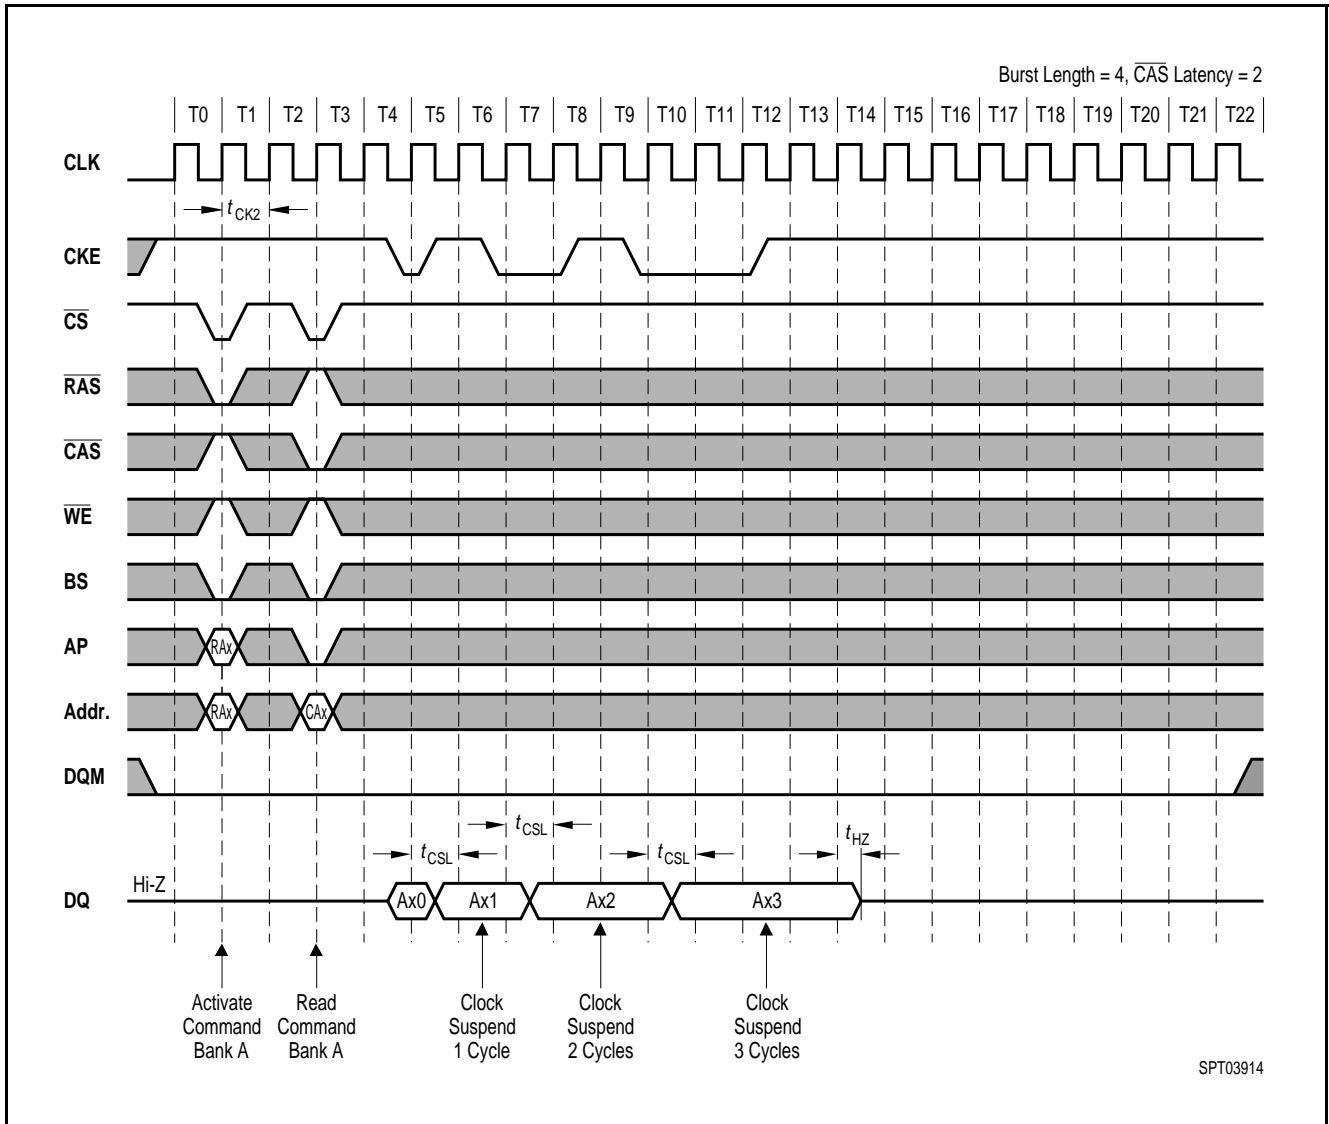 Burst Length = 4, CAS Latency = 2
T0 T1 T2 T3 T4 T5 T6 T7 T8 T9 T10 T11 T12 T13 T14 T15 T16 T17 T18 T19 T20 T21 T22
CLK
tCK2
CKE
CS
RAS
CAS
WE
BS
AP
RAx
Addr.
RAx CAx
DQM
tCSL
tCSL tCSL tHZ
Hi-Z
DQ
Ax0 Ax1 Ax2 Ax3
Activate
Command
Bank A
Read
Command
Bank A
Clock
Suspend
1 Cycle
Clock
Suspend
2 Cycles
Clock
Suspend
3 Cycles
SPT03914